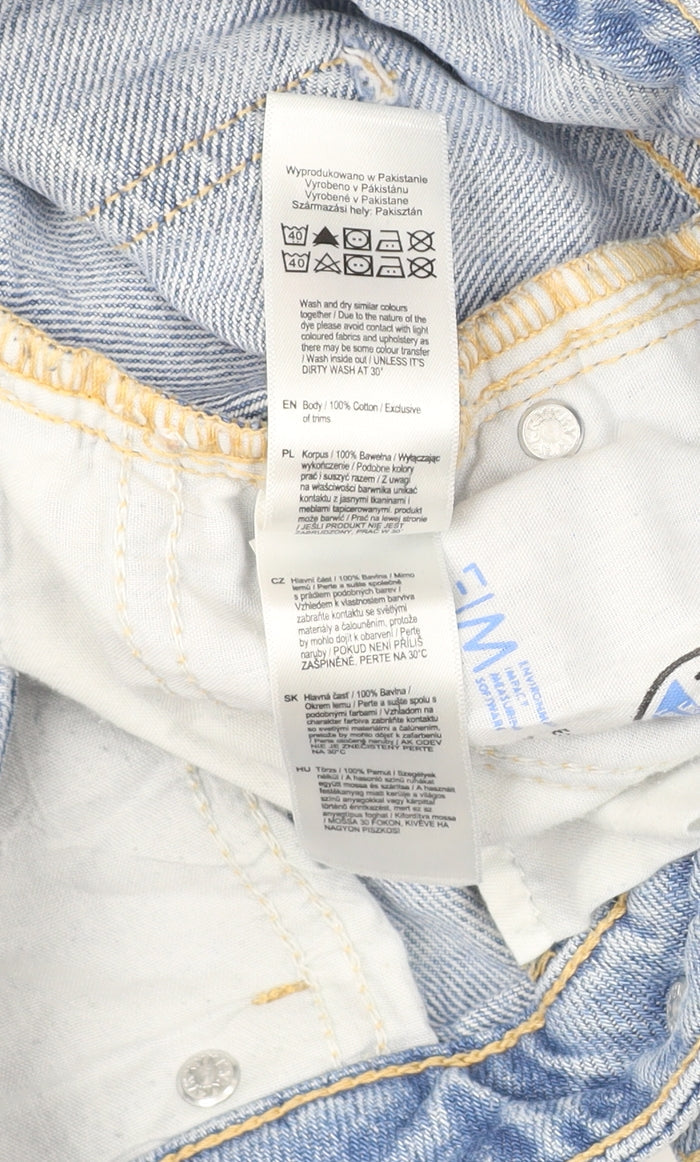 Wyprodukowano w Pakistanie
Vyrobeno v Pákistánu
Vyrobené v Pakistane
Származási hely: Pakisztán
40
40
Wash and dry similar colours
together / Due to the nature of the
dye please avoid contact with light
coloured fabrics and upholstery as
there may be some colour transfer
/ Wash inside out / UNLESS IT'S
DIRTY WASH AT 30°
EN Body / 100% Cotton / Exclusive
of trims
PL Korpus / 100% Bawełna / Wyłączając
wykończenie / Podobne kolory
prać i suszyć razem / Z uwagi
na właściwości barwnika unikać
kontaktu z jasnymi tkaninami i
meblami tapicerowanymi, produkt
może barwić / Prać na lewej stronie
/ JEŚLI PRODUKT NIE JEST
ZABRUDZONY, PRAĆ W 30°
CZ Hlavní část / 100% Bavlna / Mimo
lemů / Perte a sušte společně
s prádlem podobných barev /
Vzhledem k vlastnostem barviva
zabraňte kontaktu se světlými
materiály a čalouněním, protože
by mohlo dojít k obarvení / Perte
naruby / POKUD NENÍ PŘÍLIŠ
ZAŠPINĚNÉ, PERTE NA 30°C
SK Hlavná časť / 100% Bavlna /
Okrem lemu / Perte a sušte spolu s
podobnými farbami / Vzhľadom na
charakter farbiva zabráňte kontaktu
so svetlými materiálmi a čalúnením,
pretože by mohlo dôjsť k zafarbeniu
/ Perte otočené naruby / AK ODEV
NIE JE ZNEČISTENÝ PERTE
NA 30°C
HU Törzs / 100% Pamut / Szegélyek
nélkül / A hasonló színű ruhákat
együtt mossa és szárítsa / A használt
festékanyag miatt kerülje a világos
színű anyagokkal vagy kárpittal
történő érintkezést, mert ez az
anyagtípus foghat / Kifordítva mossa
/ MOSSA 30 FOKON, KIVÉVE HA
NAGYON PISZKOS!
EIM
ENVIRONME
IMPACT
MEASURIN
SOFTWAR